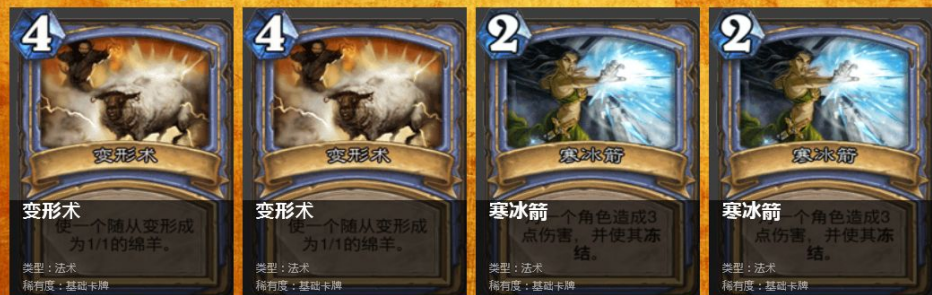 4
变形术
使一个随从变形成
为1/1的绵羊。
变形术
类型：法术
稀有度：基础卡牌
4
变形术
使一个随从变形成
为1/1的绵羊。
变形术
类型：法术
稀有度：基础卡牌
2
寒冰箭
一个角色造成3
点伤害，并使其冻
结。
寒冰箭
类型：法术
稀有度：基础卡牌
2
寒冰箭
一个角色造成3
点伤害，并使其冻
结。
寒冰箭
类型：法术
稀有度：基础卡牌